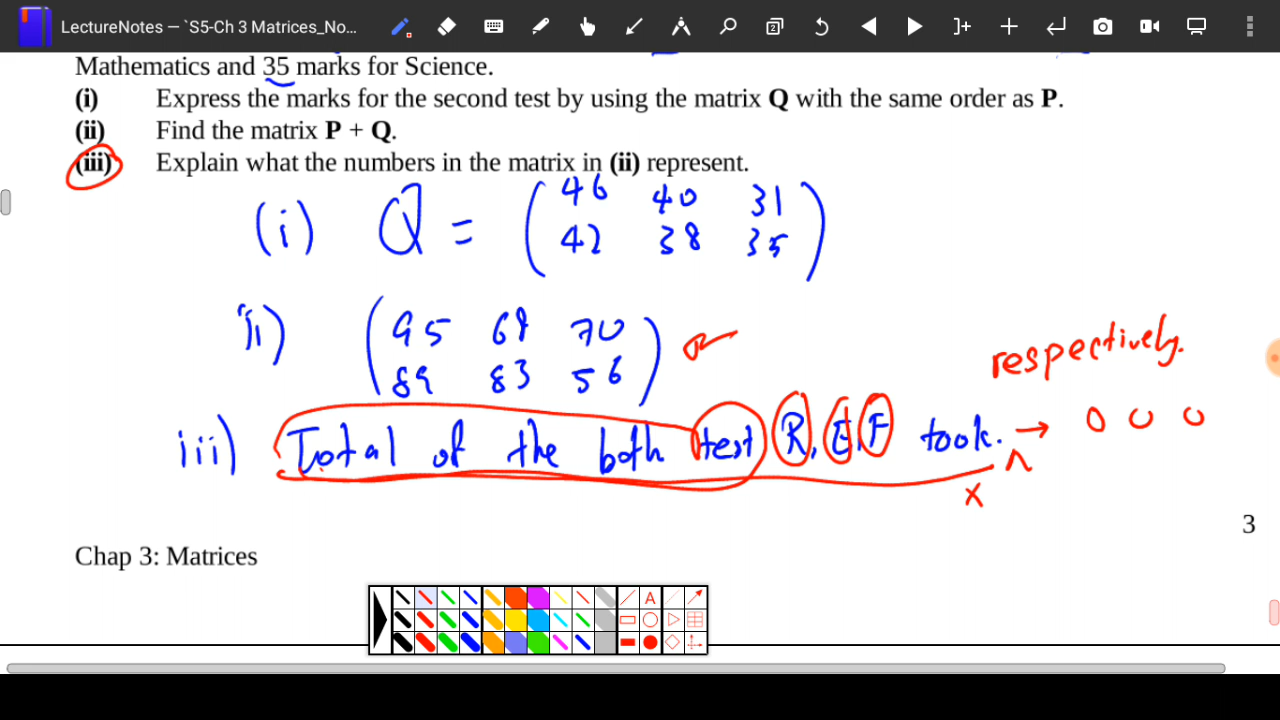 LectureNotes — `S5-Ch 3 Matrices_No...
Mathematics and 35 marks for Science.
(i) Express the marks for the second test by using the matrix Q with the same order as P.
(ii) Find the matrix P + Q.
(iii) Explain what the numbers in the matrix in (ii) represent.
(i) Q = ( 46 40 31
42 38 35 )
ii) ( 95 68 70
89 83 56 )
respectively.
iii) Total of the both test R, E, F took. → 0 0 0
x
3
Chap 3: Matrices